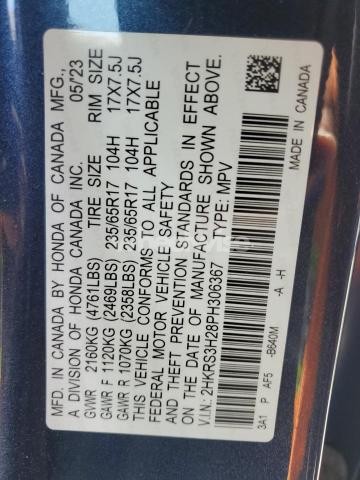 MFD. IN CANADA BY HONDA OF CANADA MFG.,
A DIVISION OF HONDA CANADA INC. 05/23
GVWR 2160KG (4761LBS) TIRE SIZE RIM SIZE
GAWR F 1120KG (2469LBS) 235/65R17 104H 17X7.5J
GAWR R 1070KG (2358LBS) 235/65R17 104H 17X7.5J
THIS VEHICLE CONFORMS TO ALL APPLICABLE
FEDERAL MOTOR VEHICLE SAFETY
AND THEFT PREVENTION STANDARDS IN EFFECT
ON THE DATE OF MANUFACTURE SHOWN ABOVE.
V.I.N.: 2HKRS3H28PH306367 TYPE: MPV
3A1 P AF5 -B640M -A -H
MADE IN CANADA